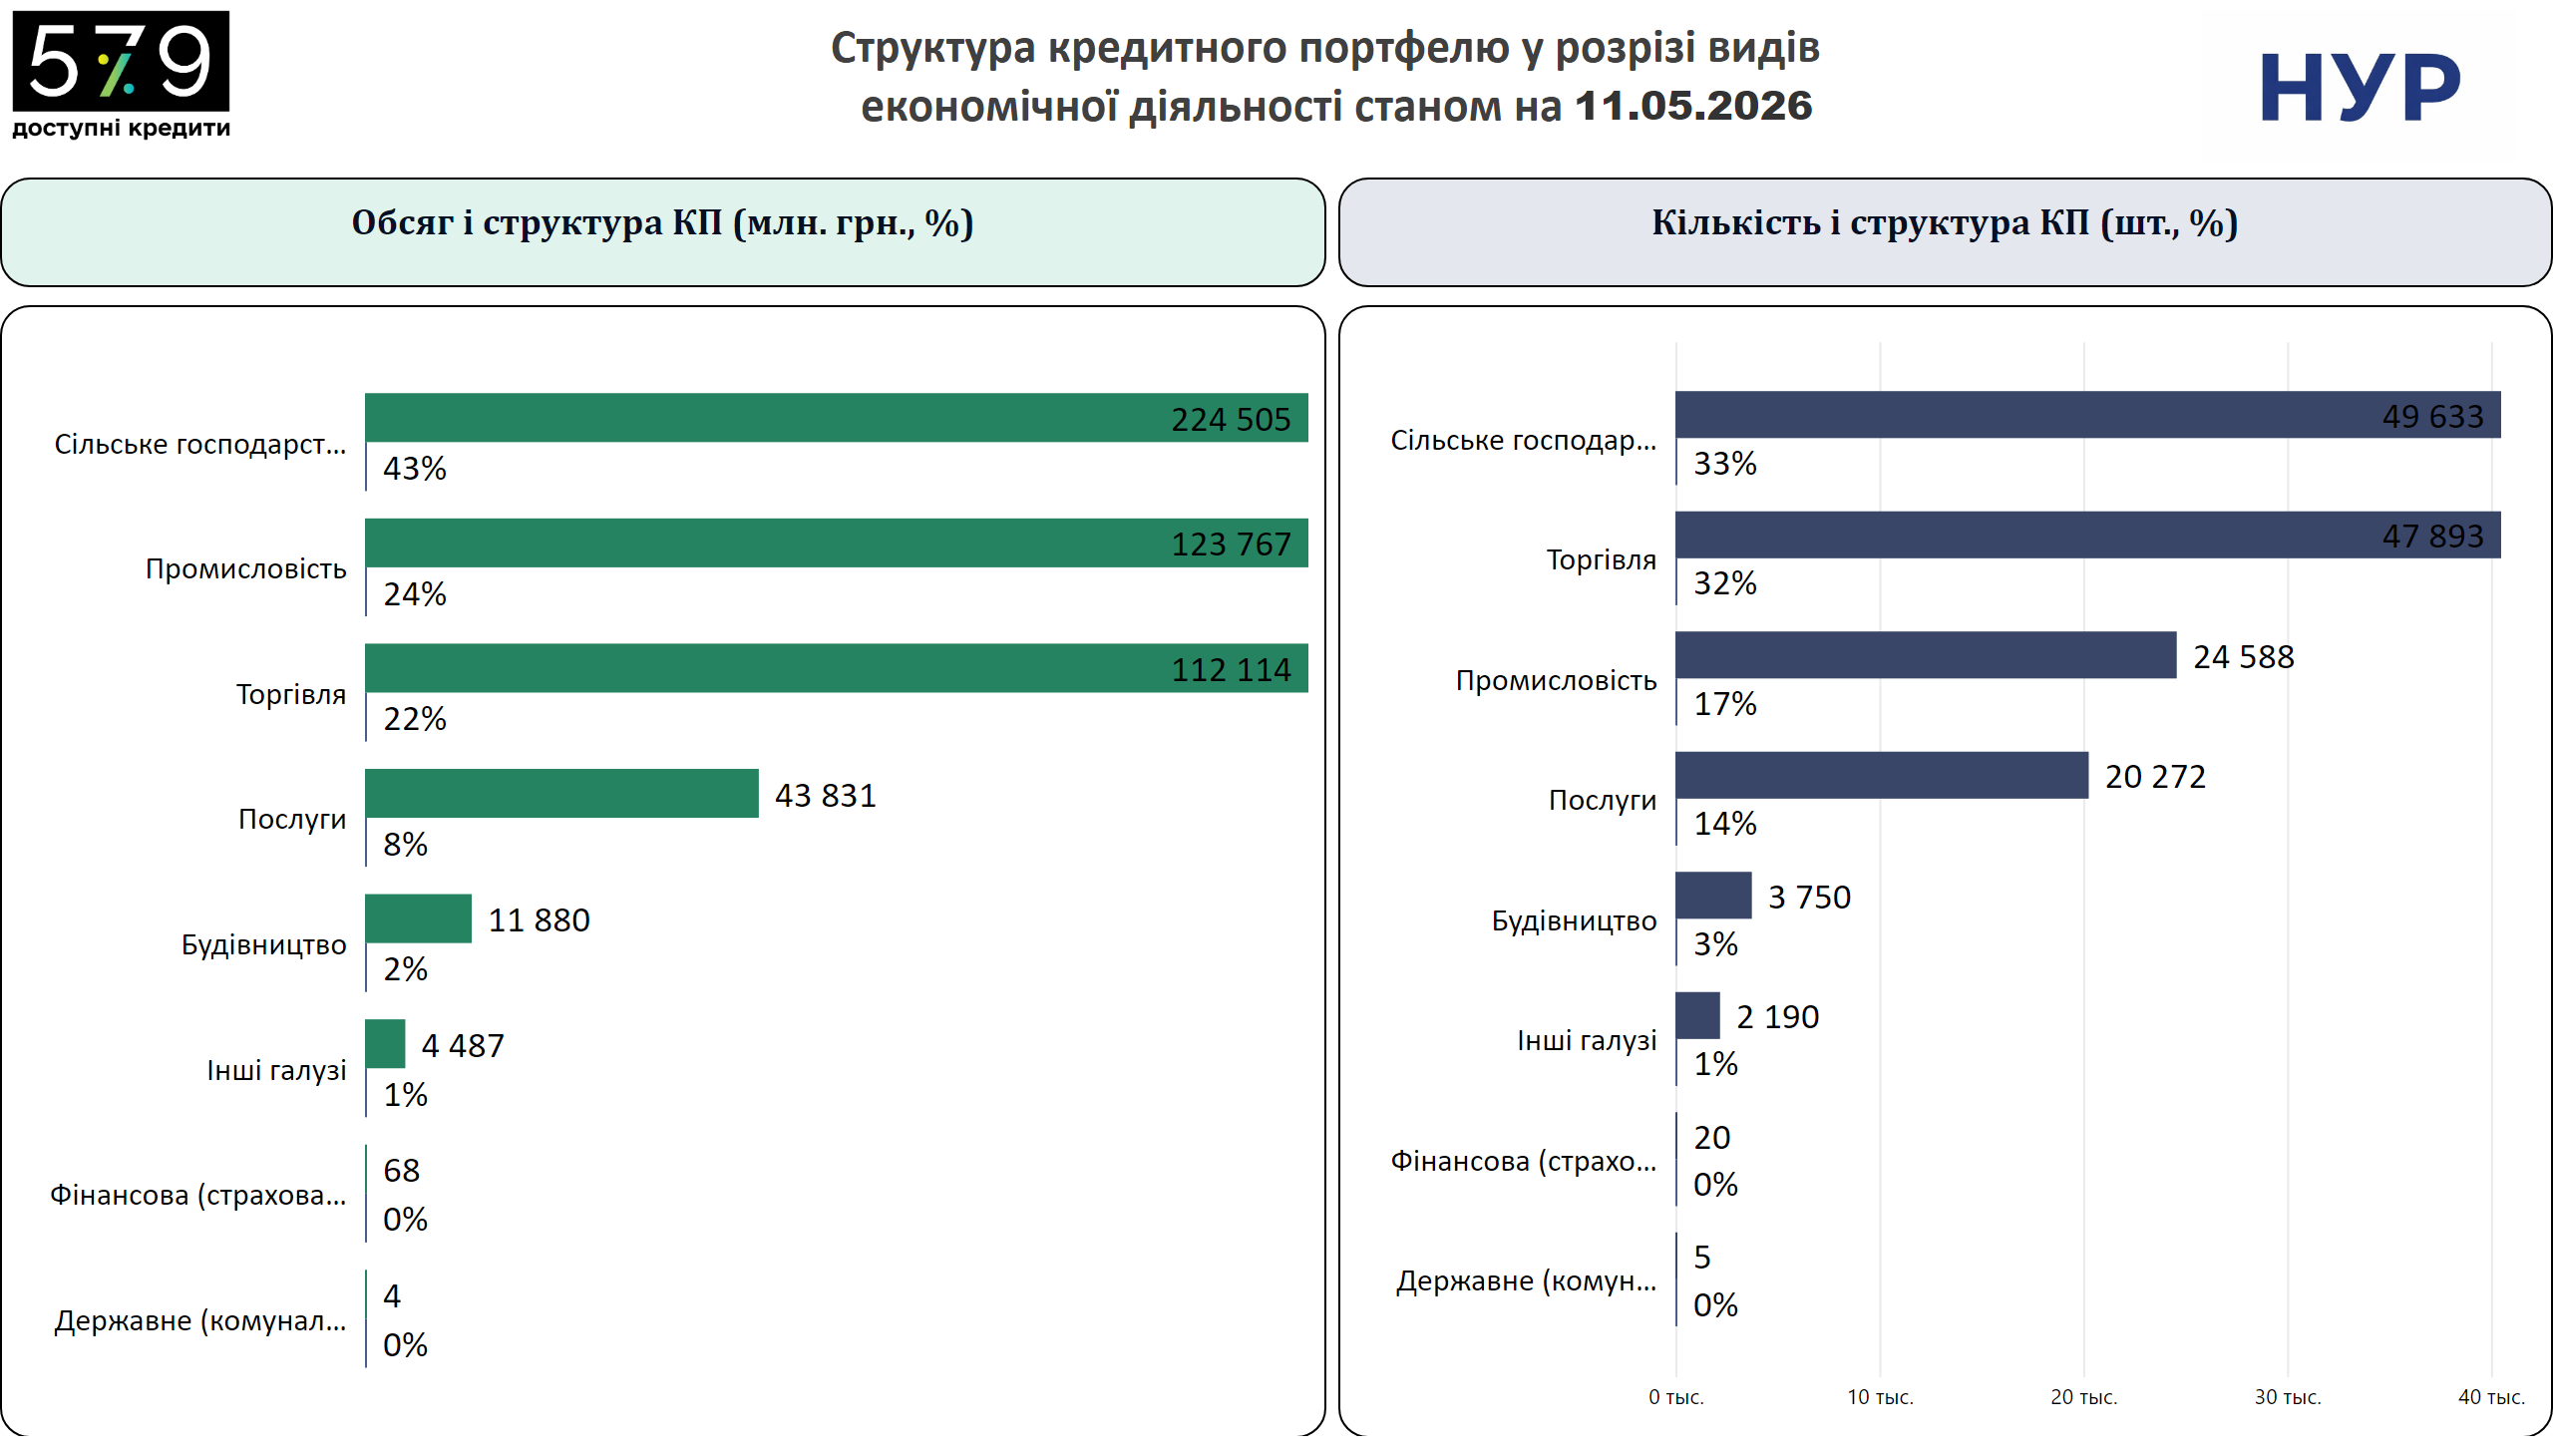 579
доступні кредити
Структура кредитного портфелю у розрізі видів
економічної діяльності станом на 11.05.2026
НУР
Обсяг і структура КП (млн. грн., %)
Сільське господарст...
224 505
43%
Промисловість
123 767
24%
Торгівля
112 114
22%
Послуги
43 831
8%
Будівництво
11 880
2%
Інші галузі
4 487
1%
Фінансова (страхова...
68
0%
Державне (комунал...
4
0%
Кількість і структура КП (шт., %)
Сільське господар...
49 633
33%
Торгівля
47 893
32%
Промисловість
24 588
17%
Послуги
20 272
14%
Будівництво
3 750
3%
Інші галузі
2 190
1%
Фінансова (страхо...
20
0%
Державне (комун...
5
0%
0 тыс. 10 тыс. 20 тыс. 30 тыс. 40 тыс.